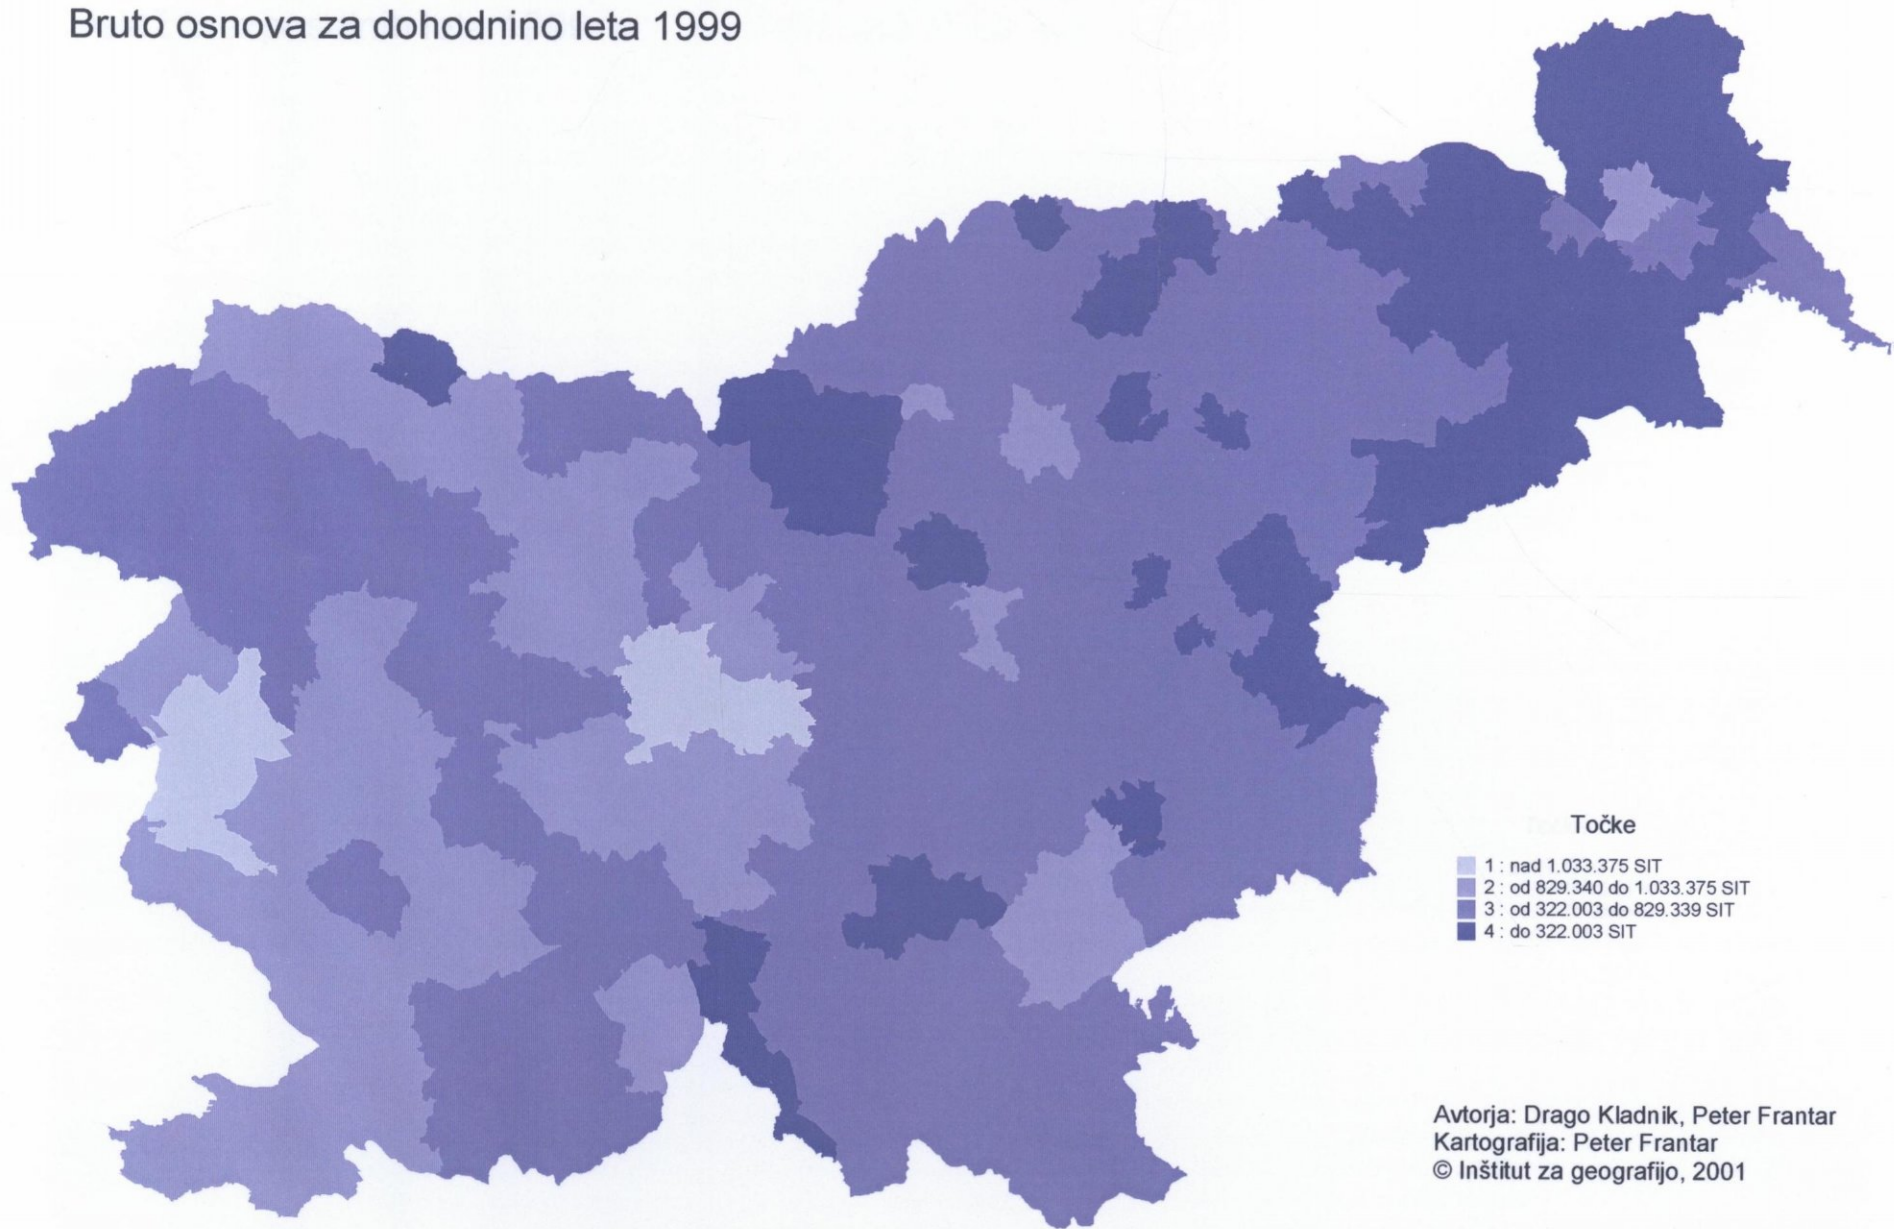 Bruto osnova za dohodnino leta 1999
Točke
1 : nad 1.033.375 SIT
2 : od 829.340 do 1.033.375 SIT
3 : od 322.003 do 829.339 SIT
4 : do 322.003 SIT
Avtorja: Drago Kladnik, Peter Frantar
Kartografija: Peter Frantar
© Inštitut za geografijo, 2001